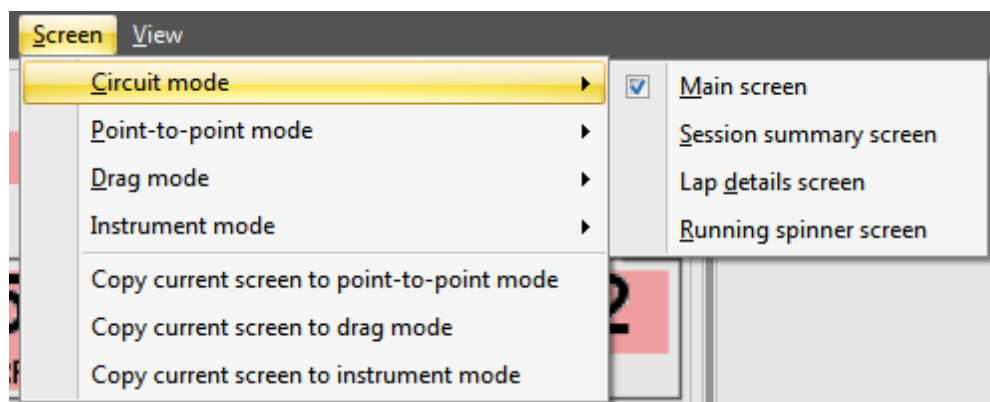 Screen View
Circuit mode
Main screen
Point-to-point mode
Session summary screen
Drag mode
Lap details screen
Instrument mode
Running spinner screen
Copy current screen to point-to-point mode
Copy current screen to drag mode
2
Copy current screen to instrument mode